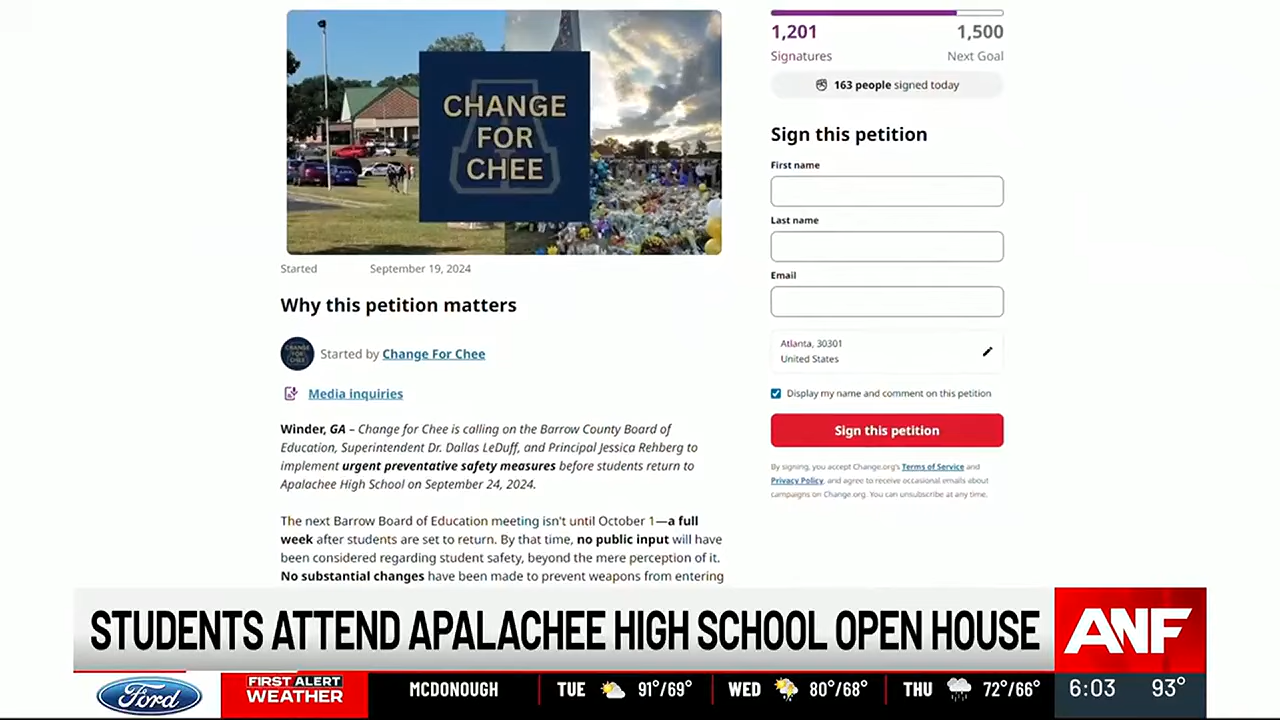 CHANGE
FOR
CHEE
Started September 19, 2024
Why this petition matters
CHANGE
FOR
CHEE
Started by Change For Chee
Media inquiries
Winder, GA – Change for Chee is calling on the Barrow County Board of
Education, Superintendent Dr. Dallas LeDuff, and Principal Jessica Rehberg to
implement urgent preventative safety measures before students return to
Apalachee High School on September 24, 2024.
The next Barrow Board of Education meeting isn't until October 1—a full
week after students are set to return. By that time, no public input will have
been considered regarding student safety, beyond the mere perception of it.
No substantial changes have been made to prevent weapons from entering
1,201 1,500
Signatures Next Goal
163 people signed today
Sign this petition
First name
Last name
Email
Atlanta, 30301
United States
Display my name and comment on this petition
Sign this petition
By signing, you accept Change.org's Terms of Service and
Privacy Policy, and agree to receive occasional emails about
campaigns on Change.org. You can unsubscribe at any time.
STUDENTS ATTEND APALACHEE HIGH SCHOOL OPEN HOUSE
ANF
Ford
FIRST ALERT
WEATHER
MCDONOUGH TUE 91°/69° WED 80°/68° THU 72°/66°
6:03 93°